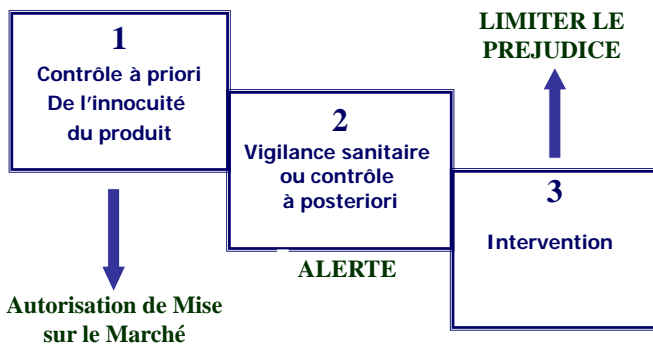 1
Contrôle à priori
De l'innocuité
du produit
Autorisation de Mise
sur le Marché
2
Vigilance sanitaire
ou contrôle
à posteriori
ALERTE
LIMITER LE
PREJUDICE
3
Intervention